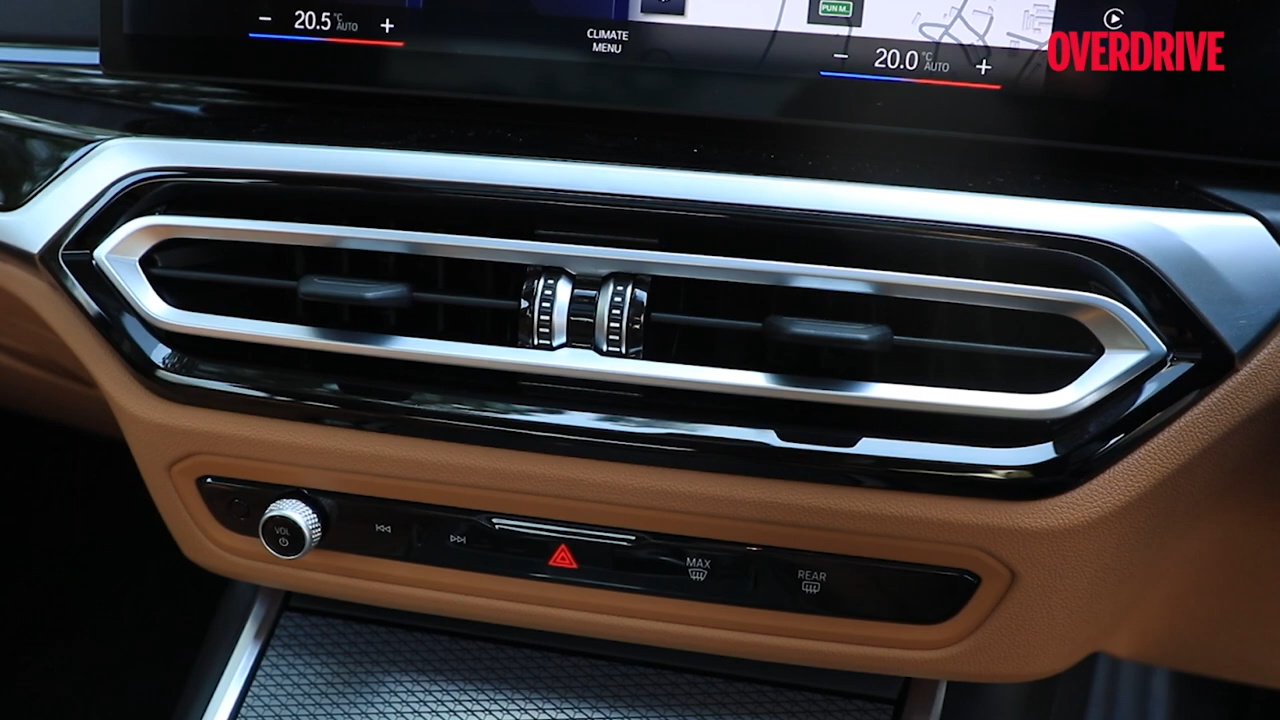 − 20.5 °C AUTO +
CLIMATE
MENU
PUN M..
− 20.0 °C AUTO +
OVERDRIVE
VOL
MAX
REAR